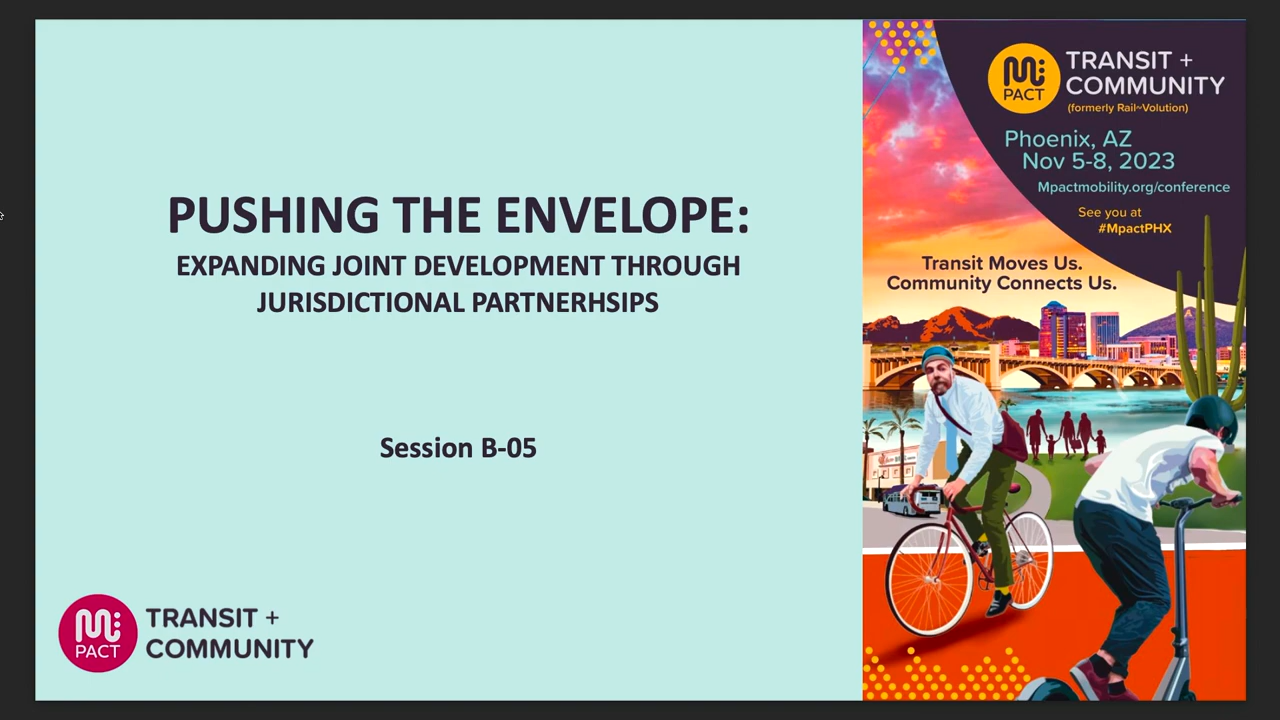 PUSHING THE ENVELOPE:
EXPANDING JOINT DEVELOPMENT THROUGH
JURISDICTIONAL PARTNERHSIPS
Session B-05
M:
PACT
TRANSIT +
COMMUNITY
M:
PACT
TRANSIT +
COMMUNITY
(formerly Rail~Volution)
Phoenix, AZ
Nov 5-8, 2023
Mpactmobility.org/conference
See you at
#MpactPHX
Transit Moves Us.
Community Connects Us.